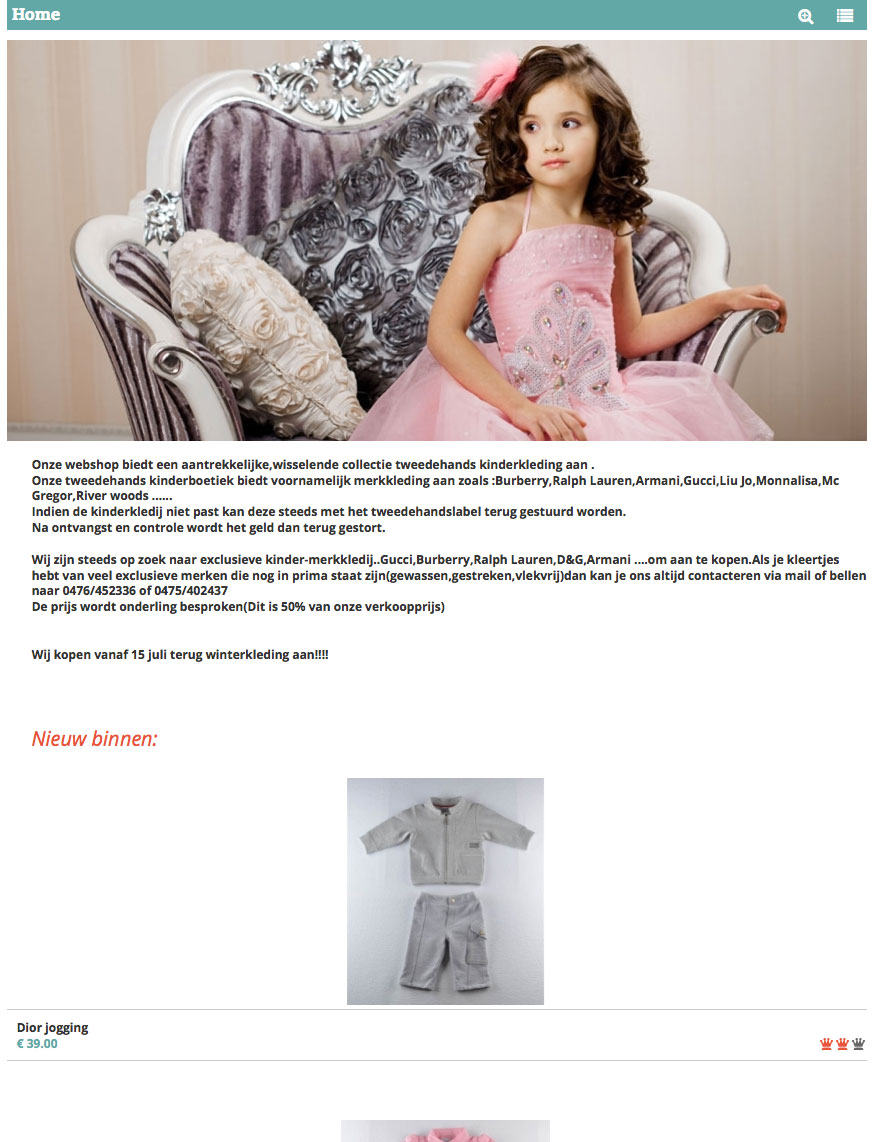 Home
Onze webshop biedt een aantrekkelijke,wisselende collectie tweedehands kinderkleding aan .
Onze tweedehands kinderboetiek biedt voornamelijk merkkleding aan zoals :Burberry,Ralph Lauren,Armani,Gucci,Liu Jo,Monnalisa,Mc
Gregor,River woods ......
Indien de kinderkledij niet past kan deze steeds met het tweedehandslabel terug gestuurd worden.
Na ontvangst en controle wordt het geld dan terug gestort.
Wij zijn steeds op zoek naar exclusieve kinder-merkkledij..Gucci,Burberry,Ralph Lauren,D&G,Armani ....om aan te kopen.Als je kleertjes
hebt van veel exclusieve merken die nog in prima staat zijn(gewassen,gestreken,vlekvrij)dan kan je ons altijd contacteren via mail of bellen
naar 0476/452336 of 0475/402437
De prijs wordt onderling besproken(Dit is 50% van onze verkoopprijs)
Wij kopen vanaf 15 juli terug winterkleding aan!!!!
Nieuw binnen:
Dior jogging
€ 39.00